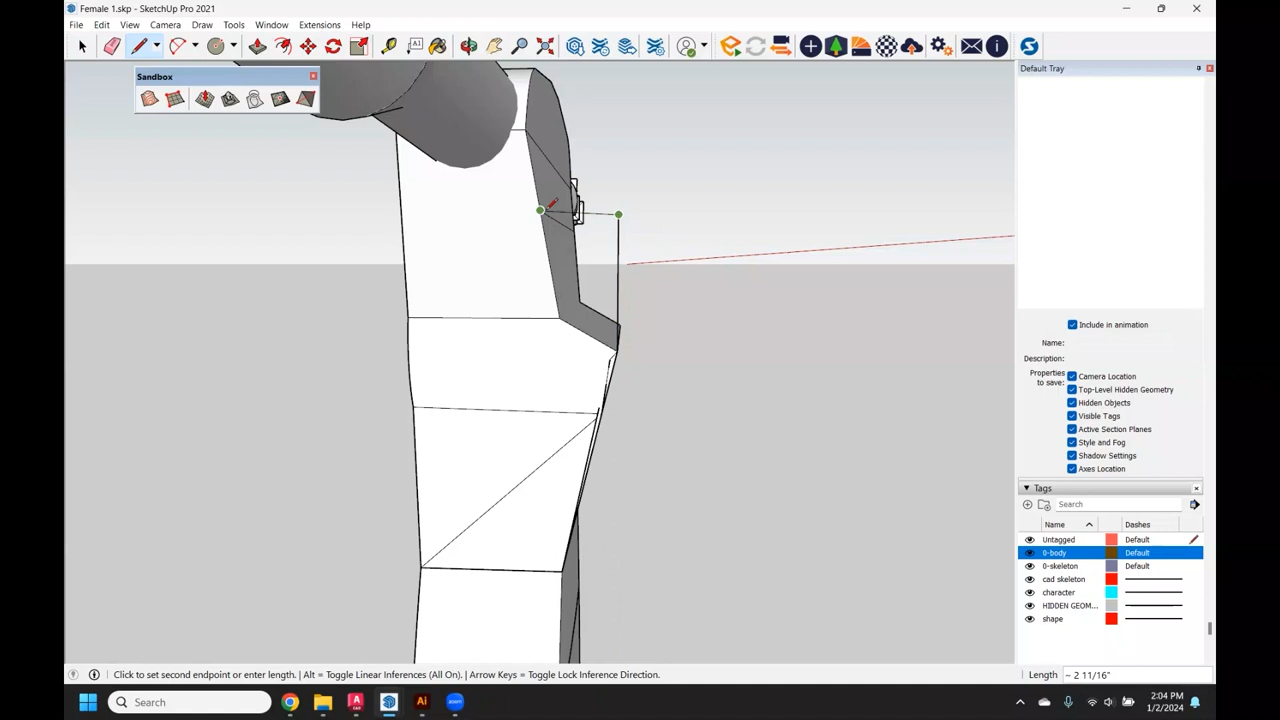 Female 1.skp - SketchUp Pro 2021
File Edit View Camera Draw Tools Window Extensions Help
Sandbox
Default Tray
Include in animation
Name:
Description:
Properties to save:
Camera Location
Top-Level Hidden Geometry
Hidden Objects
Visible Tags
Active Section Planes
Style and Fog
Shadow Settings
Axes Location
Tags
Search
Name Dashes
Untagged Default
0-body Default
0-skeleton Default
cad skeleton
character
HIDDEN GEOM...
shape
Click to set second endpoint or enter length. | Alt = Toggle Linear Inferences (All On). | Arrow Keys = Toggle Lock Inference Direction.
Length ~ 2 11/16"
Search
A
CAD
Ai
zoom
2:04 PM
1/2/2024